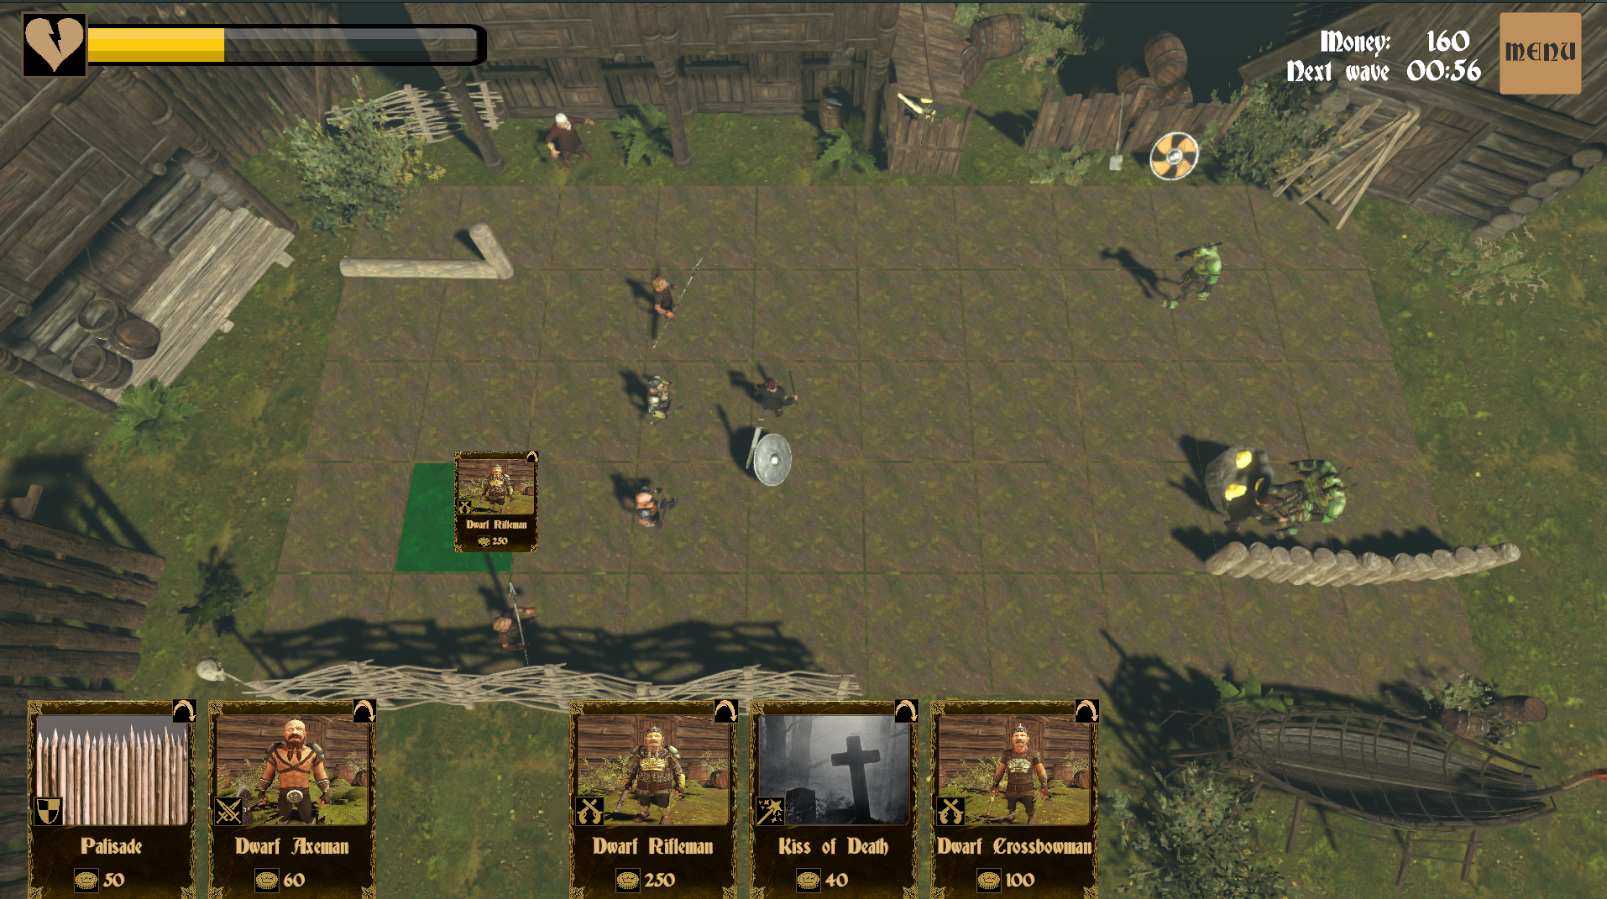 Money: 160
MENU
Next wave 00:56
Dwarf Rifleman
250
Palisade
50
Dwarf Axeman
60
Dwarf Rifleman
250
Kiss of Death
40
Dwarf Crossbowman
100